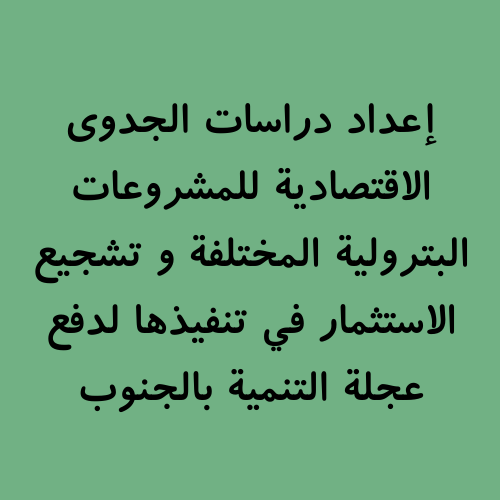 إعداد دراسات الجدوى
الاقتصادية للمشروعات
البترولية المختلفة و تشجيع
الاستثمار في تنفيذها لدفع
عجلة التنمية بالجنوب